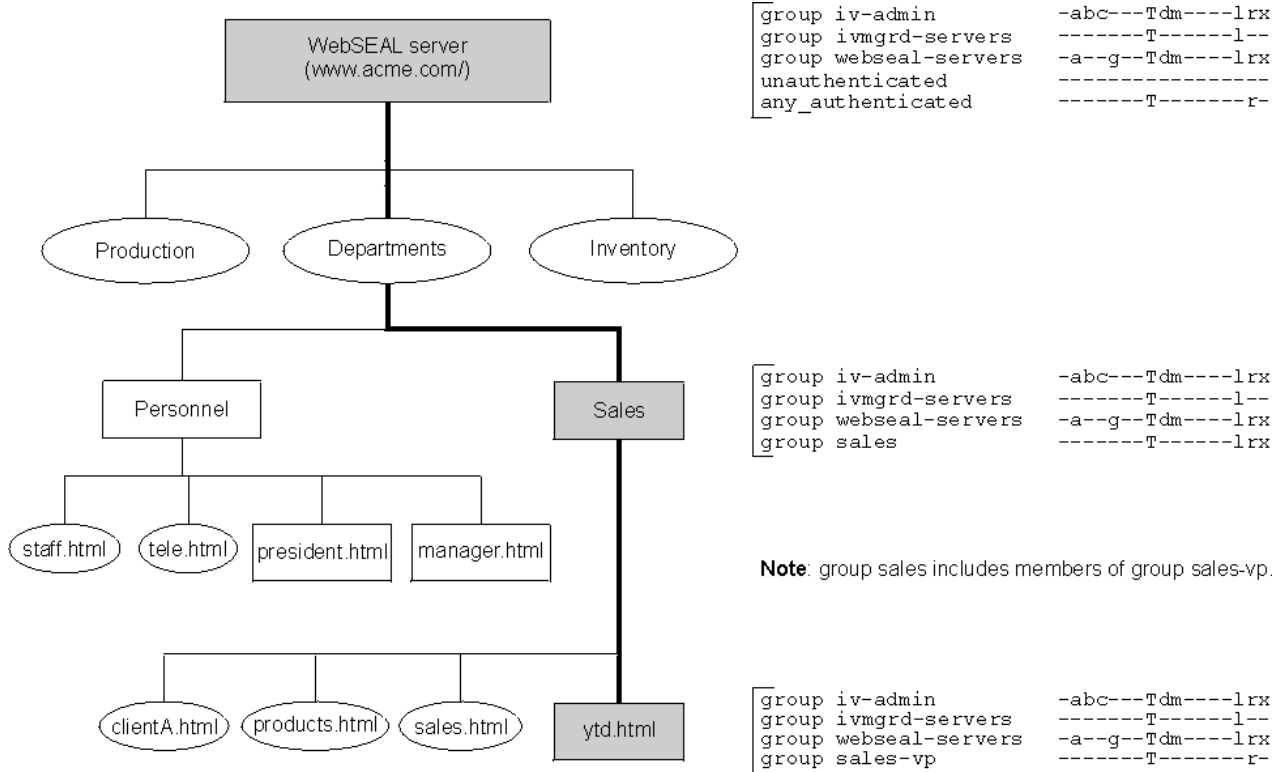 WebSEAL server
(www.acme.com/)
group iv-admin -abc---Tdm----lrx
group ivmgrd-servers -------T------l--
group webseal-servers -a--g--Tdm----lrx
unauthenticated -----------------
any_authenticated -------T-------r-
Production
Departments
Inventory
Personnel
Sales
group iv-admin -abc---Tdm----lrx
group ivmgrd-servers -------T------l--
group webseal-servers -a--g--Tdm----lrx
group sales -------T------lrx
staff.html
tele.html
president.html
manager.html
Note: group sales includes members of group sales-vp.
clientA.html
products.html
sales.html
ytd.html
group iv-admin -abc---Tdm----lrx
group ivmgrd-servers -------T------l--
group webseal-servers -a--g--Tdm----lrx
group sales-vp -------T-------r-